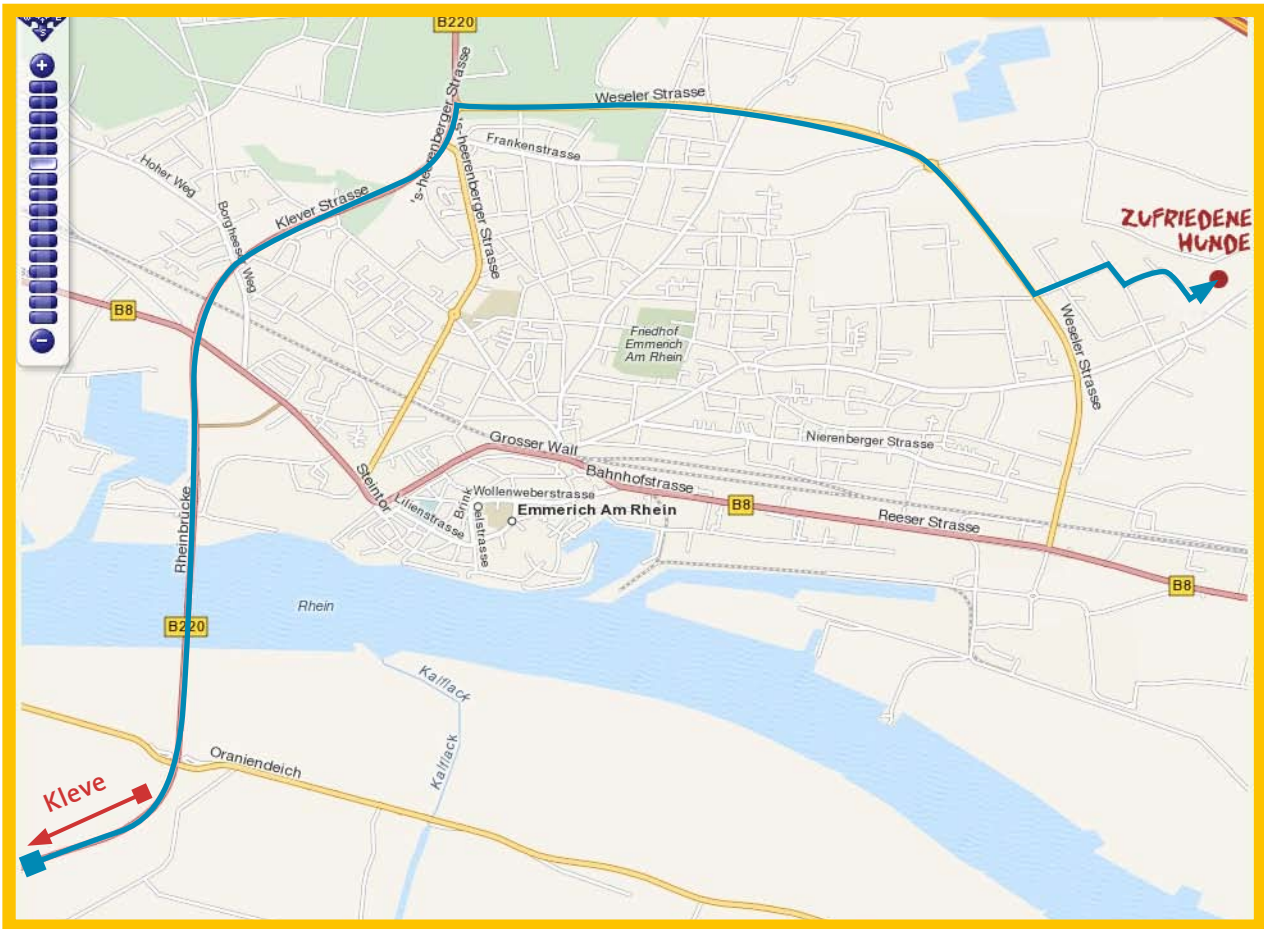 B220
S
+
's-heerenberger Strasse
Weseler Strasse
's-heerenberger Strasse
Frankenstrasse
Hoher Weg
Klever Strasse
Borgheeser Weg
ZUFRIEDENE
HUNDE
B8
Friedhof
Emmerich
Am Rhein
Weseler Strasse
−
Grosser Wall
Nierenberger Strasse
Steintor
Bahnhofstrasse
Wollenweberstrasse
Lilienstrasse
Brink
Oelstrasse
Emmerich Am Rhein
B8
Reeser Strasse
Rheinbrücke
B8
Rhein
B220
Kalflack
Kalflack
Oraniendeich
Kleve